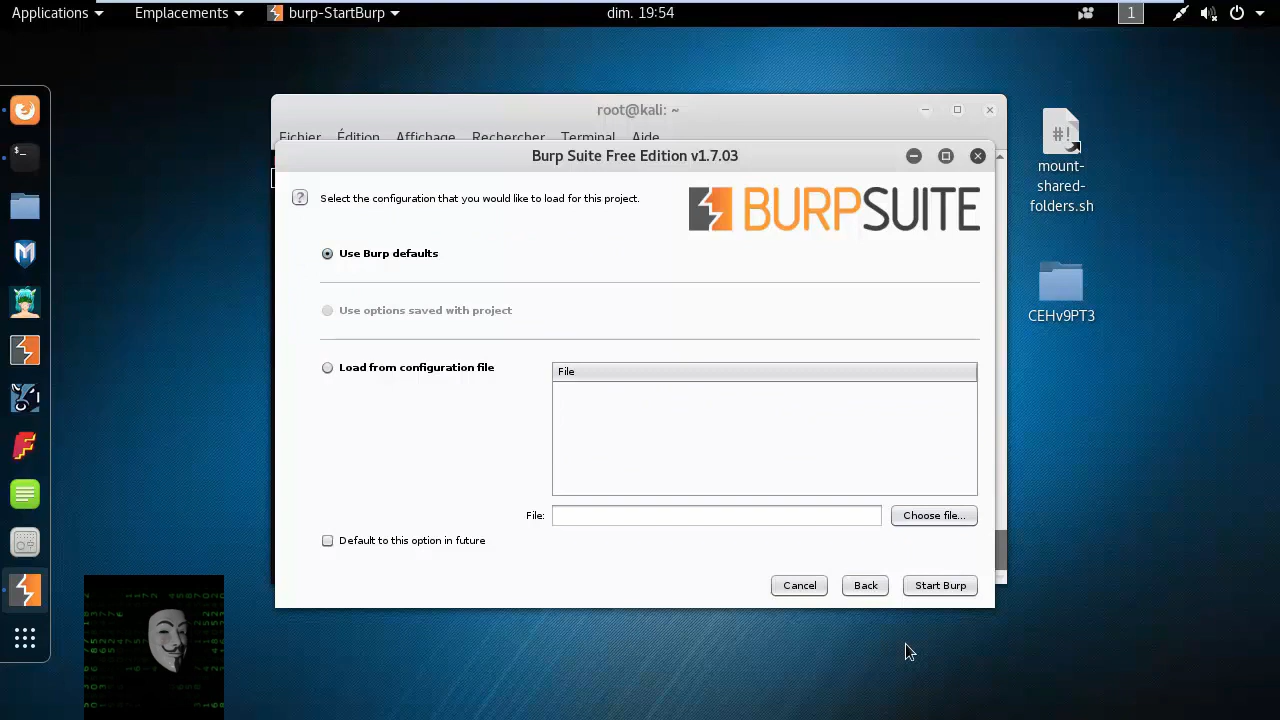 Applications
Emplacements
burp-StartBurp
dim. 19:54
1
root@kali: ~
Fichier Édition Affichage Rechercher Terminal Aide
Burp Suite Free Edition v1.7.03
? Select the configuration that you would like to load for this project.
BURPSUITE
Use Burp defaults
Use options saved with project
Load from configuration file
File
File:
Choose file...
Default to this option in future
Cancel
Back
Start Burp
#!
mount-
shared-
folders.sh
CEHv9PT3